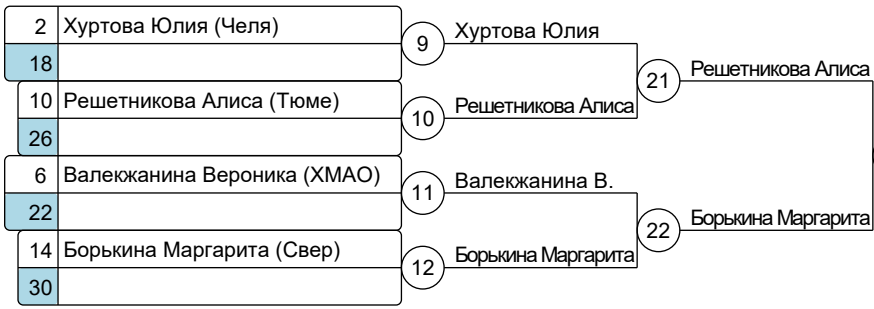 2 Хуртова Юлия (Челя)
18
9 Хуртова Юлия
10 Решетникова Алиса (Тюме)
26
10 Решетникова Алиса
21 Решетникова Алиса
6 Валекжанина Вероника (ХМАО)
22
11 Валекжанина В.
14 Борькина Маргарита (Свер)
30
12 Борькина Маргарита
22 Борькина Маргарита